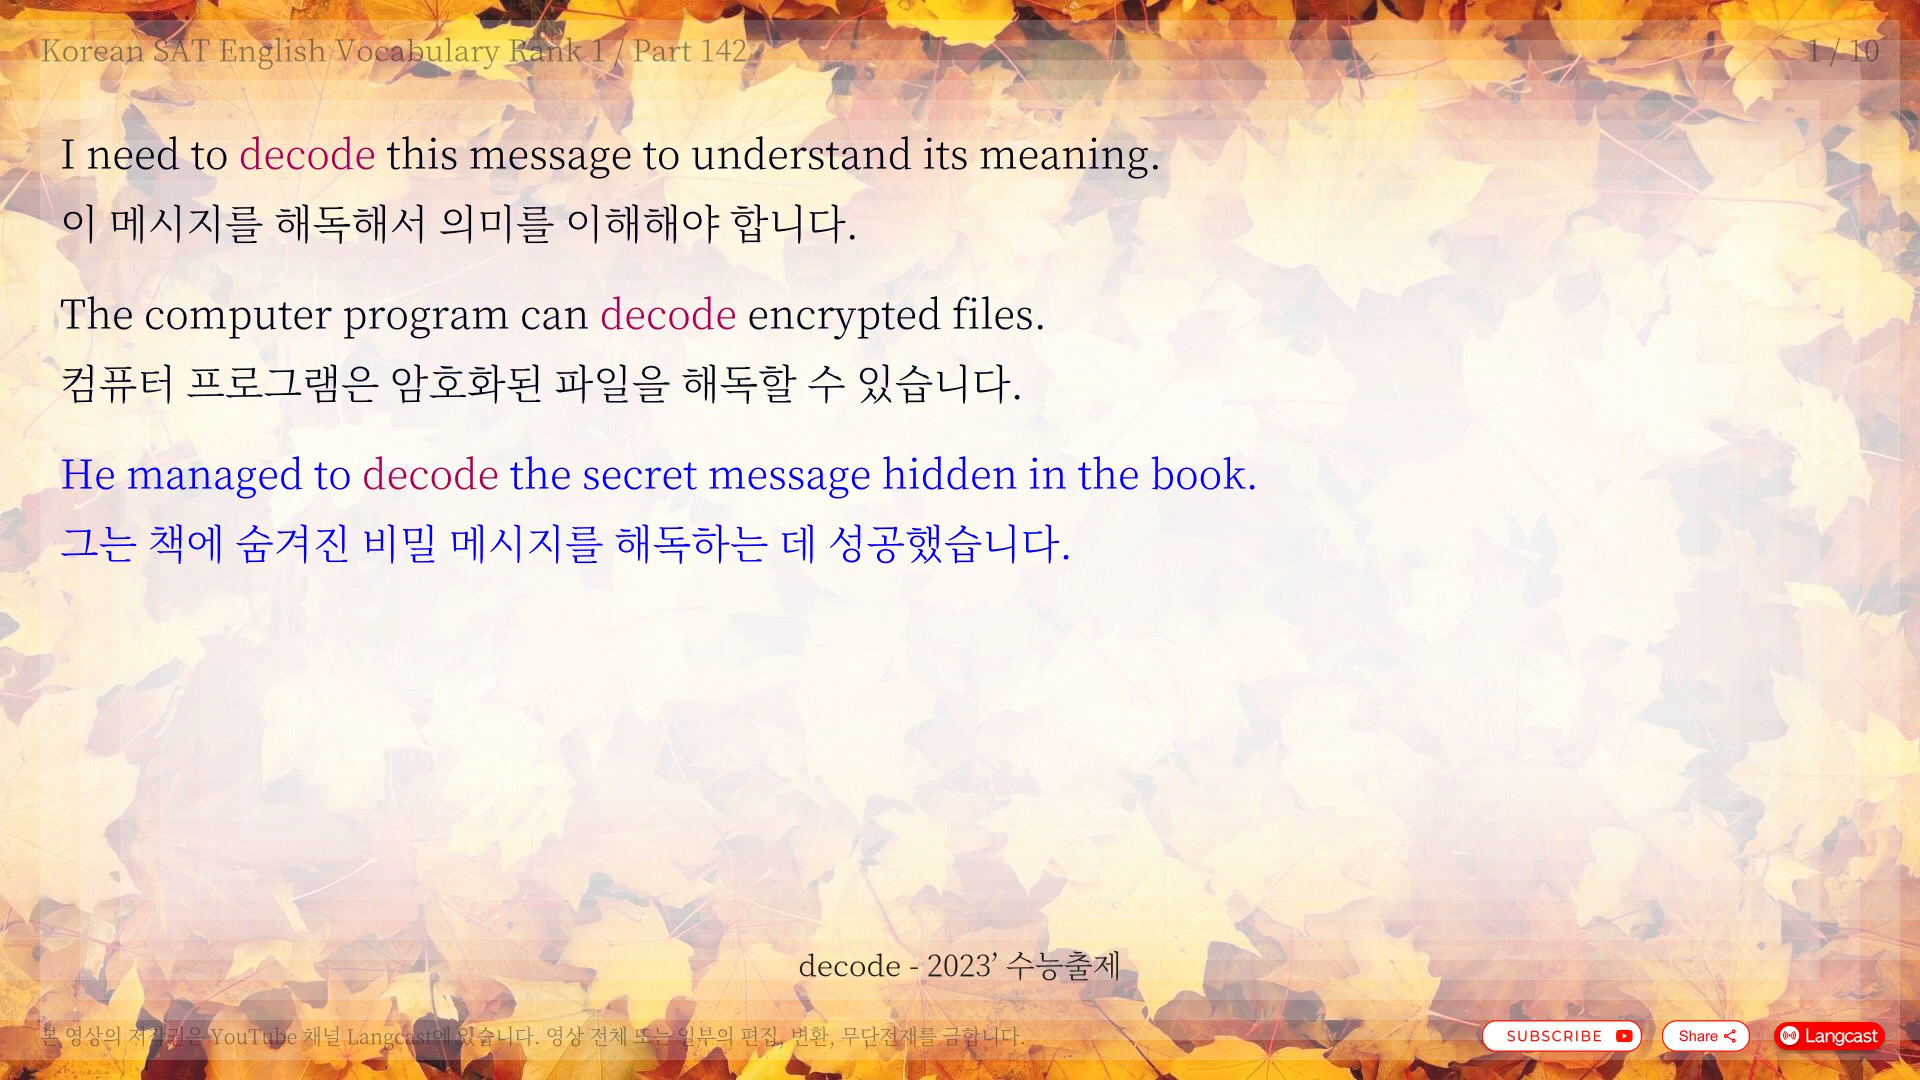 Korean SAT English Vocabulary Rank 1 / Part 142
1 / 10
I need to decode this message to understand its meaning.
이 메시지를 해독해서 의미를 이해해야 합니다.
The computer program can decode encrypted files.
컴퓨터 프로그램은 암호화된 파일을 해독할 수 있습니다.
He managed to decode the secret message hidden in the book.
그는 책에 숨겨진 비밀 메시지를 해독하는 데 성공했습니다.
decode - 2023’ 수능출제
본 영상의 저작권은 YouTube 채널 Langcast에 있습니다. 영상 전체 또는 일부의 편집, 변환, 무단전재를 금합니다.
SUBSCRIBE
Share
Langcast